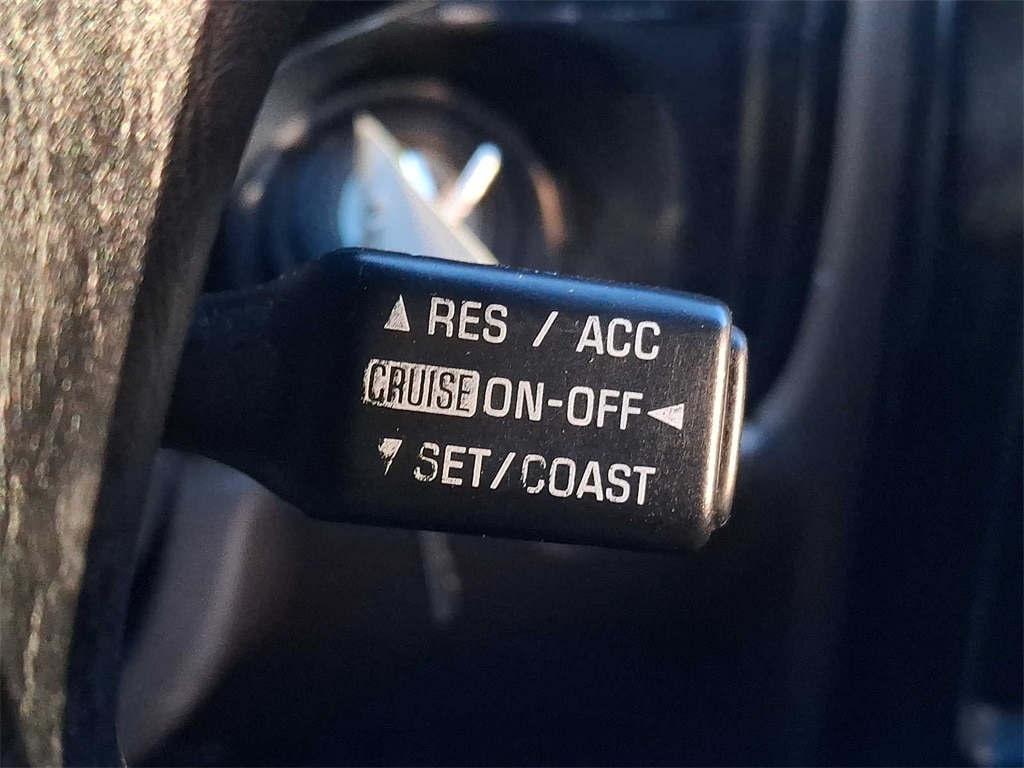 ▲ RES / ACC
CRUISE ON-OFF ◄
▼ SET/COAST